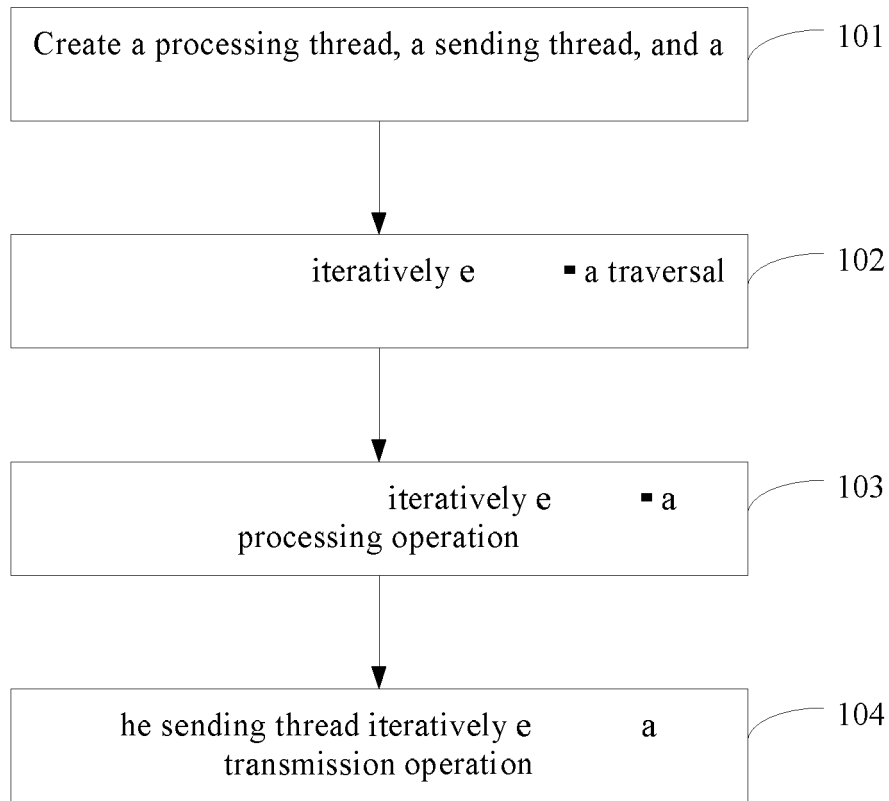 Create a processing thread, a sending thread, and a
101
iteratively e a traversal
102
iteratively e a
processing operation
103
he sending thread iteratively e a
transmission operation
104